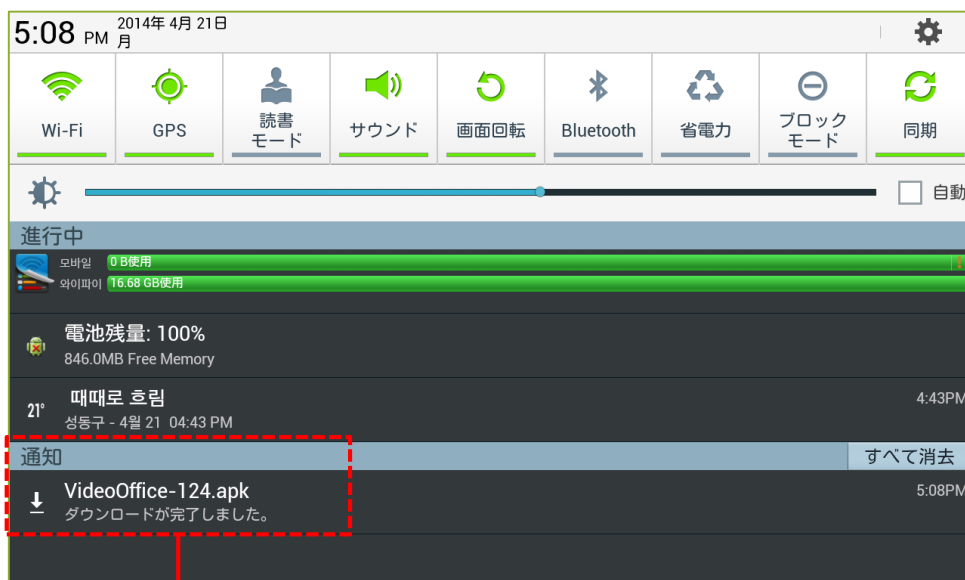 5:08 PM 2014年 4月 21日
月
Wi-Fi
GPS
読書
モード
サウンド
画面回転
Bluetooth
省電力
ブロック
モード
同期
自動
進行中
모바일 0 B使用
와이파이 16.68 GB使用
電池残量: 100%
846.0MB Free Memory
21° 때때로 흐림 4:43PM
성동구 - 4월 21 04:43 PM
通知 すべて消去
VideoOffice-124.apk 5:08PM
ダウンロードが完了しました。